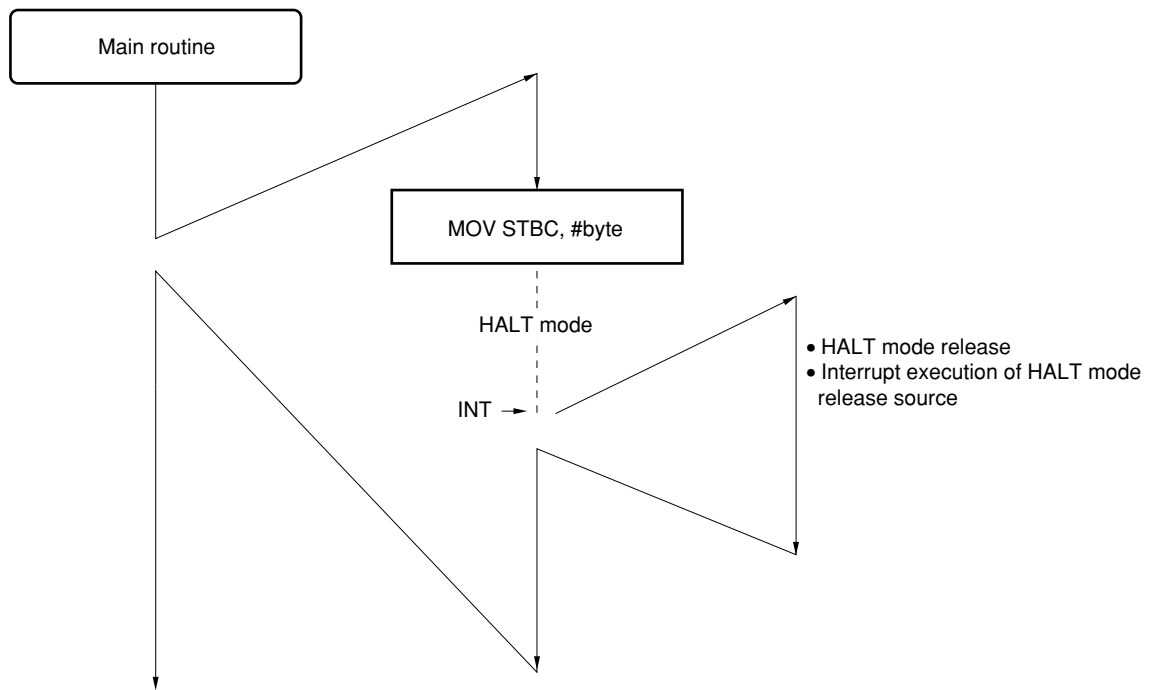 Main routine
MOV STBC, #byte
HALT mode
INT
• HALT mode release
• Interrupt execution of HALT mode
release source